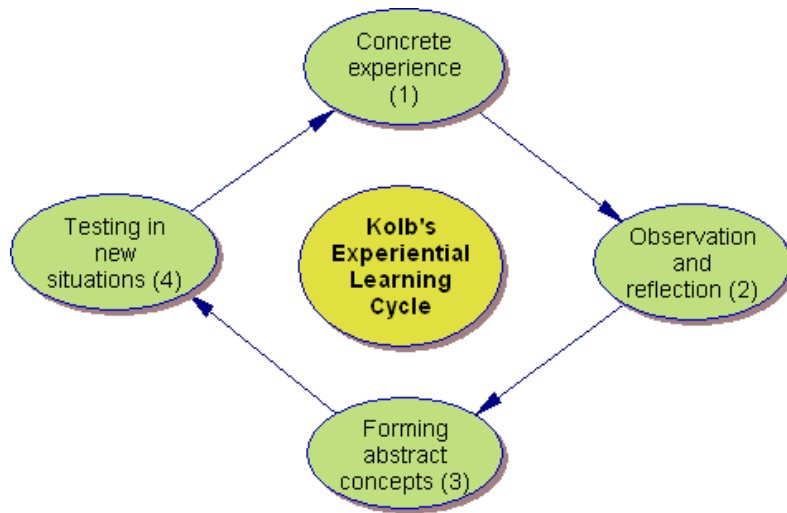 Concrete
experience
(1)
Testing in
new
situations (4)
Kolb's
Experiential
Learning
Cycle
Observation
and
reflection (2)
Forming
abstract
concepts (3)